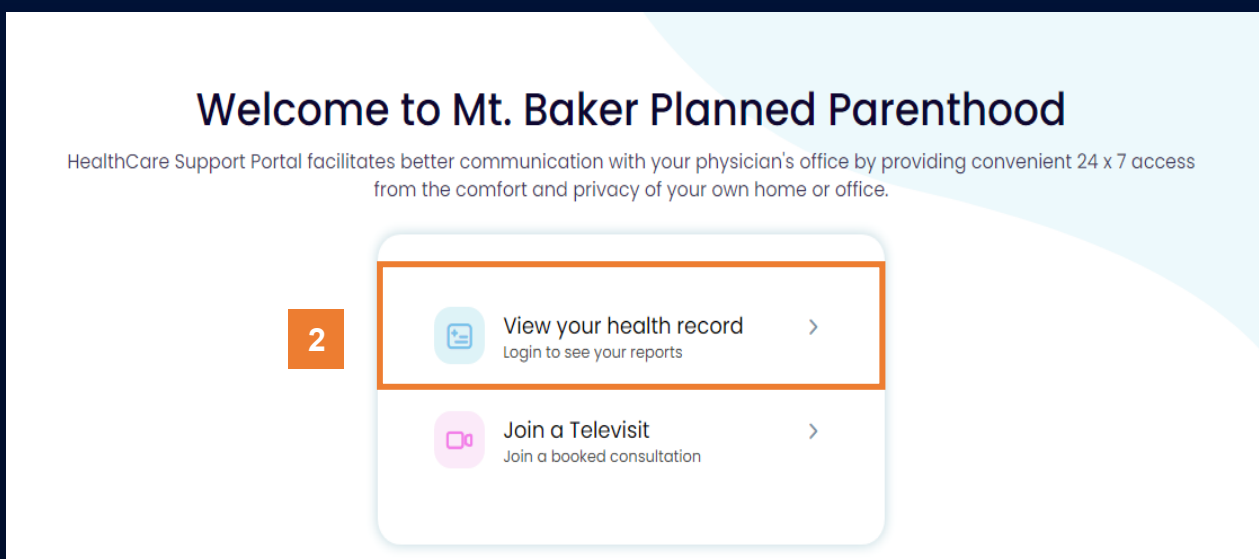 Welcome to Mt. Baker Planned Parenthood
HealthCare Support Portal facilitates better communication with your physician's office by providing convenient 24 x 7 access
from the comfort and privacy of your own home or office.
2
View your health record
Login to see your reports
Join a Televisit
Join a booked consultation